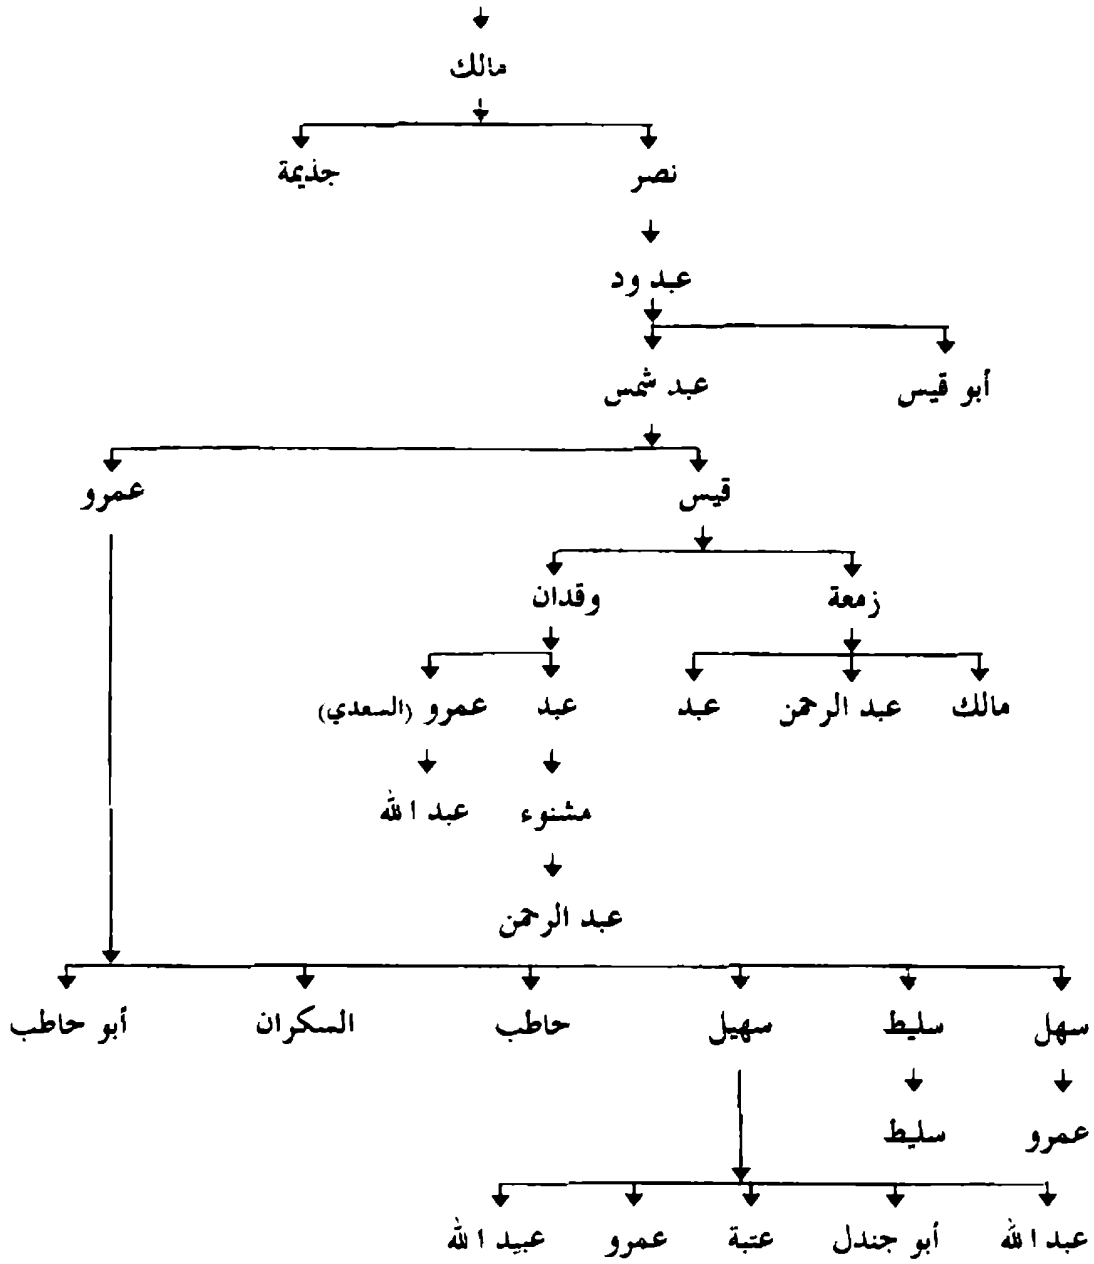 مالك
نصر جذيمة
عبد ود
أبو قيس عبد شمس
قيس عمرو
زمعة وقدان
مالك عبد الرحمن عبد عبد عمرو (السعدي)
مشنوء عبد الله
عبد الرحمن
سهل سليط سهيل حاطب السكران أبو حاطب
عمرو سليط
عبد الله أبو جندل عتبة عمرو عبيد الله